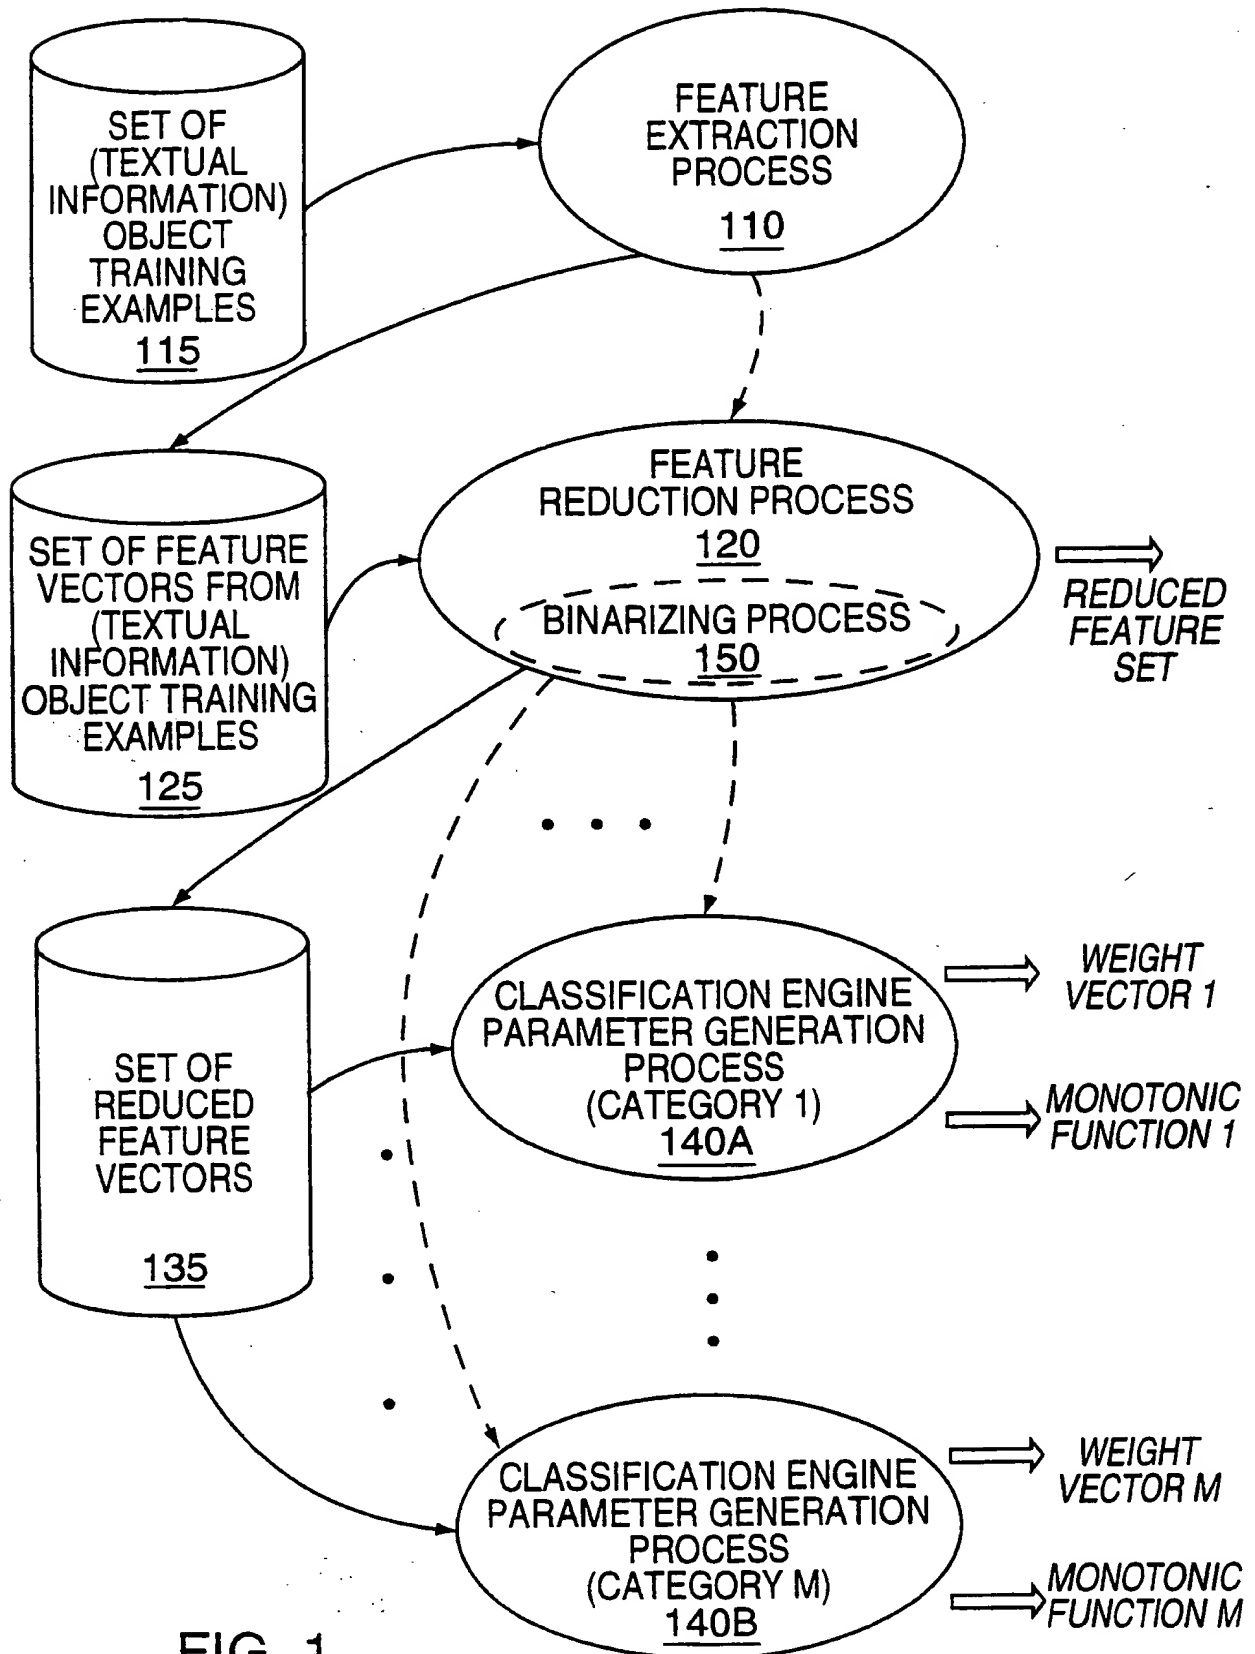 SET OF
(TEXTUAL
INFORMATION)
OBJECT
TRAINING
EXAMPLES
115
FEATURE
EXTRACTION
PROCESS
110
SET OF FEATURE
VECTORS FROM
(TEXTUAL
INFORMATION)
OBJECT TRAINING
EXAMPLES
125
FEATURE
REDUCTION PROCESS
120
BINARIZING PROCESS
150
REDUCED
FEATURE
SET
SET OF
REDUCED
FEATURE
VECTORS
135
CLASSIFICATION ENGINE
PARAMETER GENERATION
PROCESS
(CATEGORY 1)
140A
WEIGHT
VECTOR 1
MONOTONIC
FUNCTION 1
CLASSIFICATION ENGINE
PARAMETER GENERATION
PROCESS
(CATEGORY M)
140B
WEIGHT
VECTOR M
MONOTONIC
FUNCTION M
FIG. 1